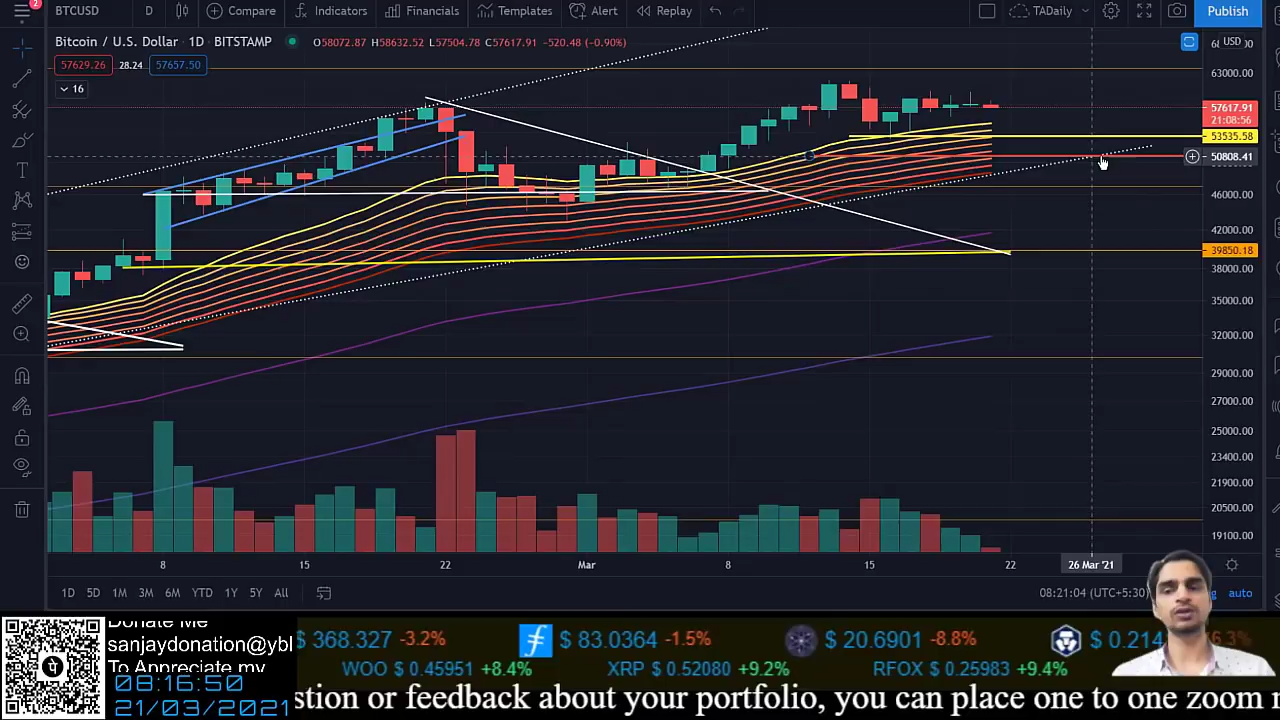 2
BTCUSD D Compare Indicators Financials Templates Alert Replay TADaily Publish
Bitcoin / U.S. Dollar · 1D · BITSTAMP O58072.87 H58632.52 L57504.78 C57617.91 -520.48 (-0.90%)
USD
57629.26 28.24 57657.50
16
63000.00
57617.91
21:08:56
53535.58
50808.41
46000.00
42000.00
39850.18
38000.00
35000.00
32000.00
29000.00
27000.00
25000.00
23000.00
21900.00
20500.00
19100.00
8 15 22 Mar 8 15 22 26 Mar '21
1D 5D 1M 3M 6M YTD 1Y 5Y All 08:21:04 (UTC+5:30) auto
Donate Me
sanjaydonation@ybl
To Appreciate my
08:16:50
21/03/2021
$ 368.327 -3.2% $ 83.0364 -1.5% $ 20.6901 -8.8% $ 0.214
WOO $ 0.45951 +8.4% XRP $ 0.52080 +9.2% RFOX $ 0.25983 +9.4%
stion or feedback about your portfolio, you can place one to one zoom